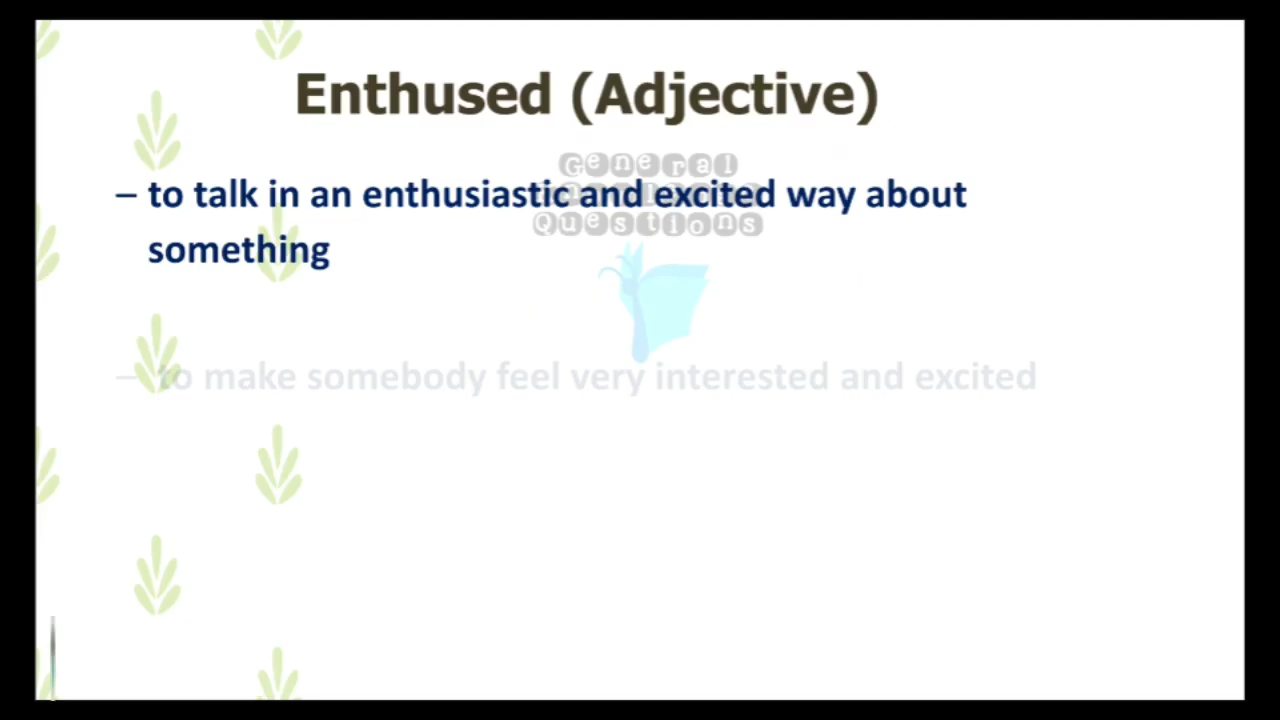 Enthused (Adjective)
General
Questions
– to talk in an enthusiastic and excited way about
something
– to make somebody feel very interested and excited